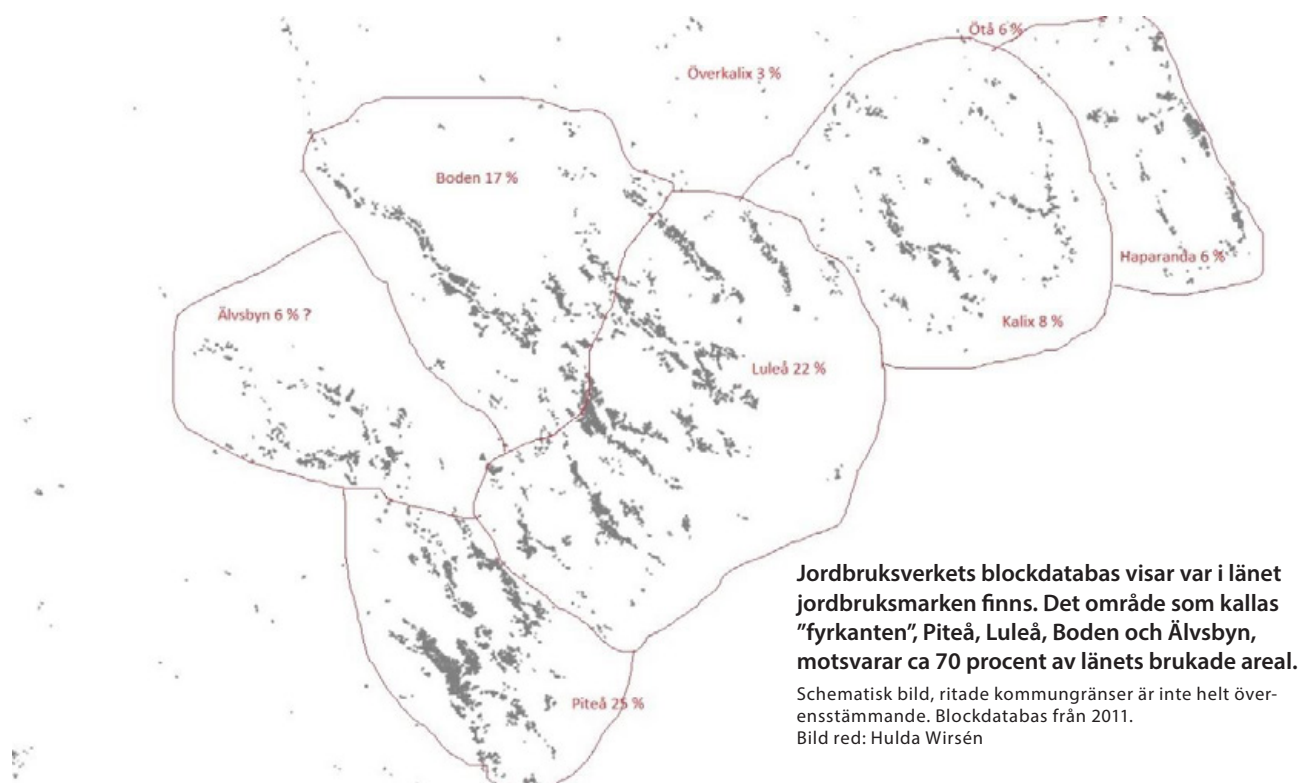 Ötå 6 %
Överkalix 3 %
Boden 17 %
Haparanda 6 %
Älvsbyn 6 % ?
Kalix 8 %
Luleå 22 %
Piteå 25 %
Jordbruksverkets blockdatabas visar var i länet
jordbruksmarken finns. Det område som kallas
”fyrkanten”, Piteå, Luleå, Boden och Älvsbyn,
motsvarar ca 70 procent av länets brukade areal.
Schematisk bild, ritade kommungränser är inte helt över-
ensstämmande. Blockdatabas från 2011.
Bild red: Hulda Wirsén